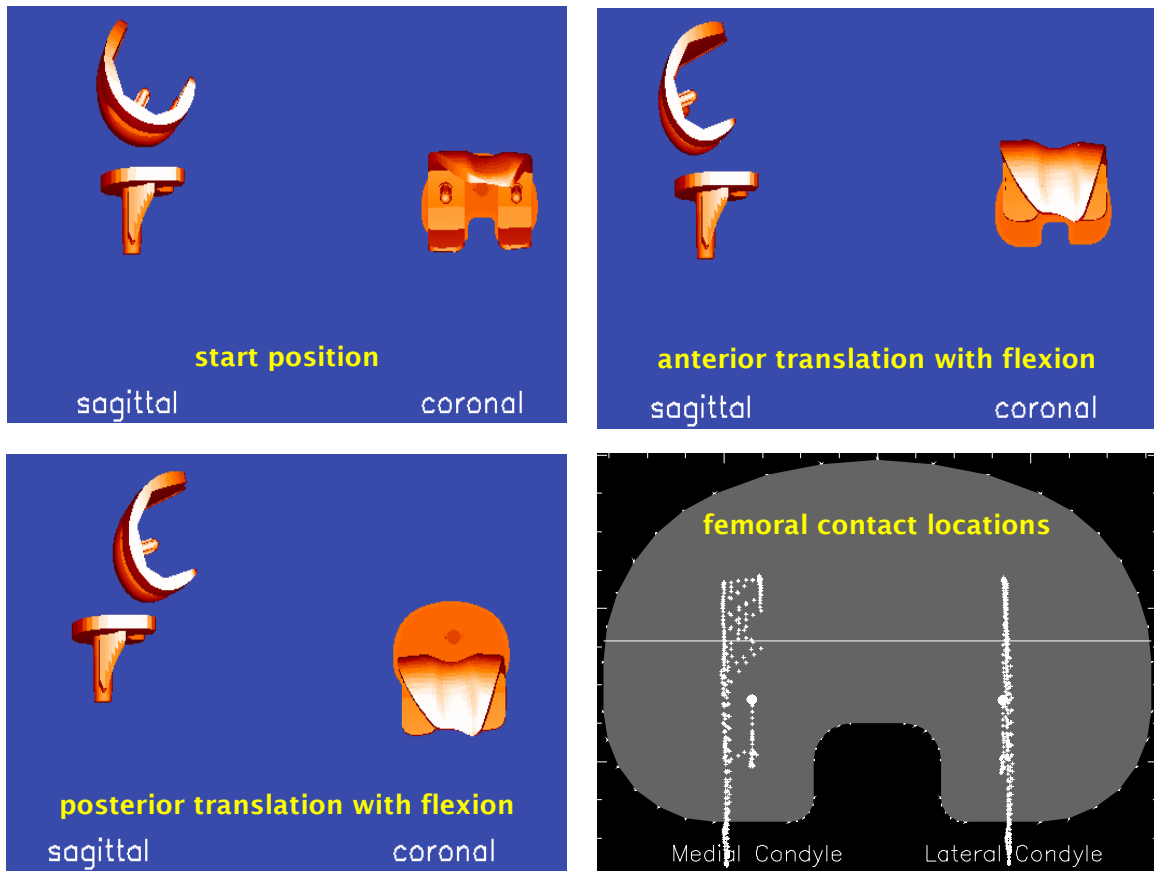 start position
sagittal coronal
anterior translation with flexion
sagittal coronal
posterior translation with flexion
sagittal coronal
femoral contact locations
Medial Condyle Lateral Condyle